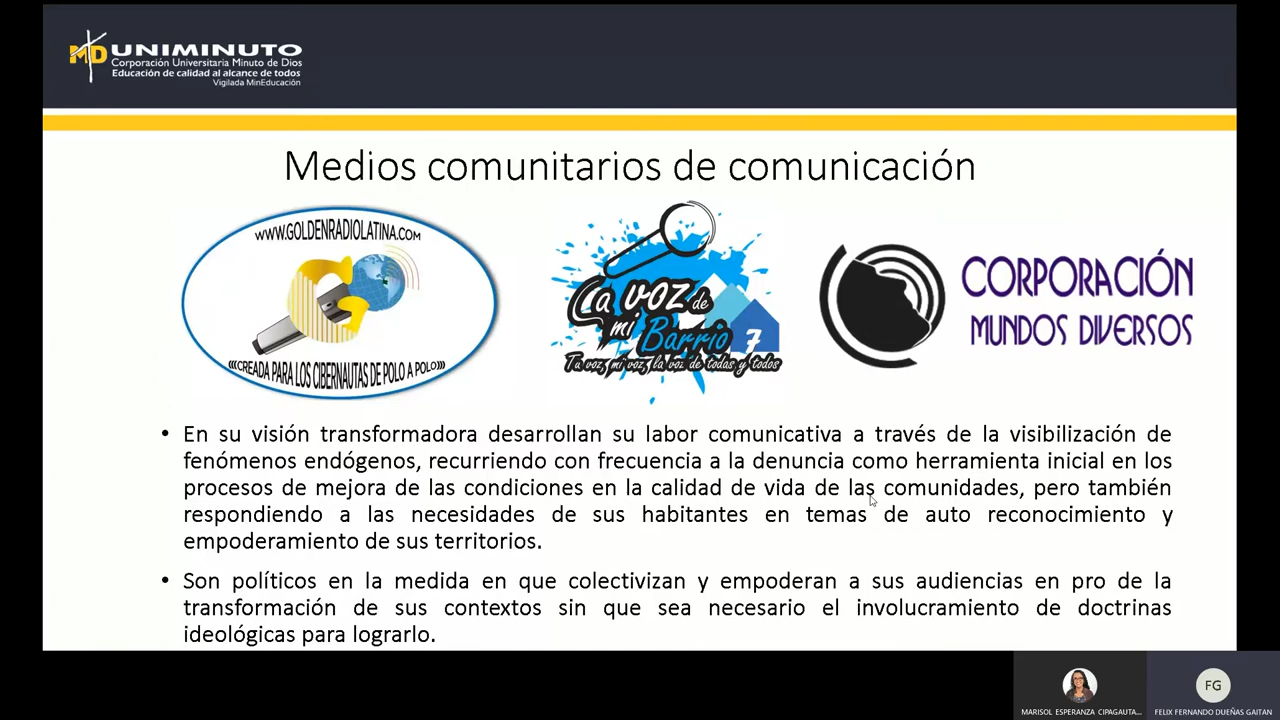 MD UNIMINUTO
Corporación Universitaria Minuto de Dios
Educación de calidad al alcance de todos
Vigilada MinEducación
Medios comunitarios de comunicación
WWW.GOLDENRADIOLATINA.COM
«CREADA PARA LOS CIBERNAUTAS DE POLO A POLO»
La voz de
mi Barrio 7
Tu voz, mi voz, la voz de todas y todos
CORPORACIÓN
MUNDOS DIVERSOS
• En su visión transformadora desarrollan su labor comunicativa a través de la visibilización de
fenómenos endógenos, recurriendo con frecuencia a la denuncia como herramienta inicial en los
procesos de mejora de las condiciones en la calidad de vida de las comunidades, pero también
respondiendo a las necesidades de sus habitantes en temas de auto reconocimiento y
empoderamiento de sus territorios.
• Son políticos en la medida en que colectivizan y empoderan a sus audiencias en pro de la
transformación de sus contextos sin que sea necesario el involucramiento de doctrinas
ideológicas para lograrlo.
FG
MARISOL ESPERANZA CIPAGAUTA...
FELIX FERNANDO DUEÑAS GAITAN